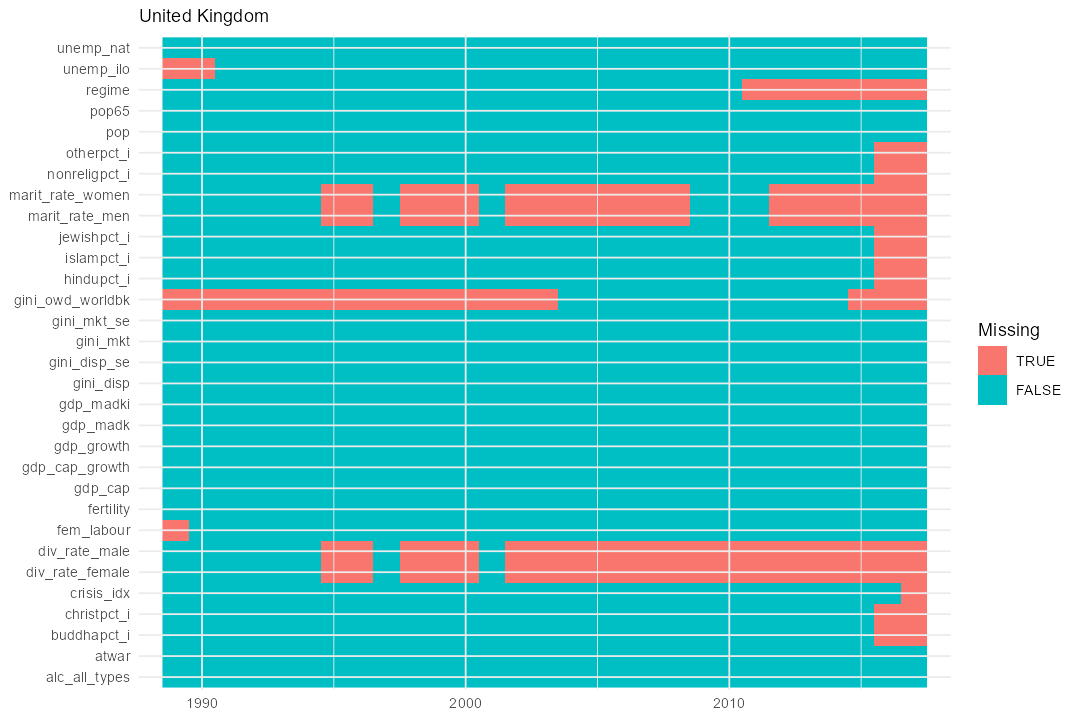 United Kingdom
unemp_nat
unemp_ilo
regime
pop65
pop
otherpct_i
nonreligpct_i
marit_rate_women
marit_rate_men
jewishpct_i
islampct_i
hindupct_i
gini_owd_worldbk
gini_mkt_se
gini_mkt
gini_disp_se
gini_disp
gdp_madki
gdp_madk
gdp_growth
gdp_cap_growth
gdp_cap
fertility
fem_labour
div_rate_male
div_rate_female
crisis_idx
christpct_i
buddhapct_i
atwar
alc_all_types
1990 2000 2010
Missing
TRUE
FALSE